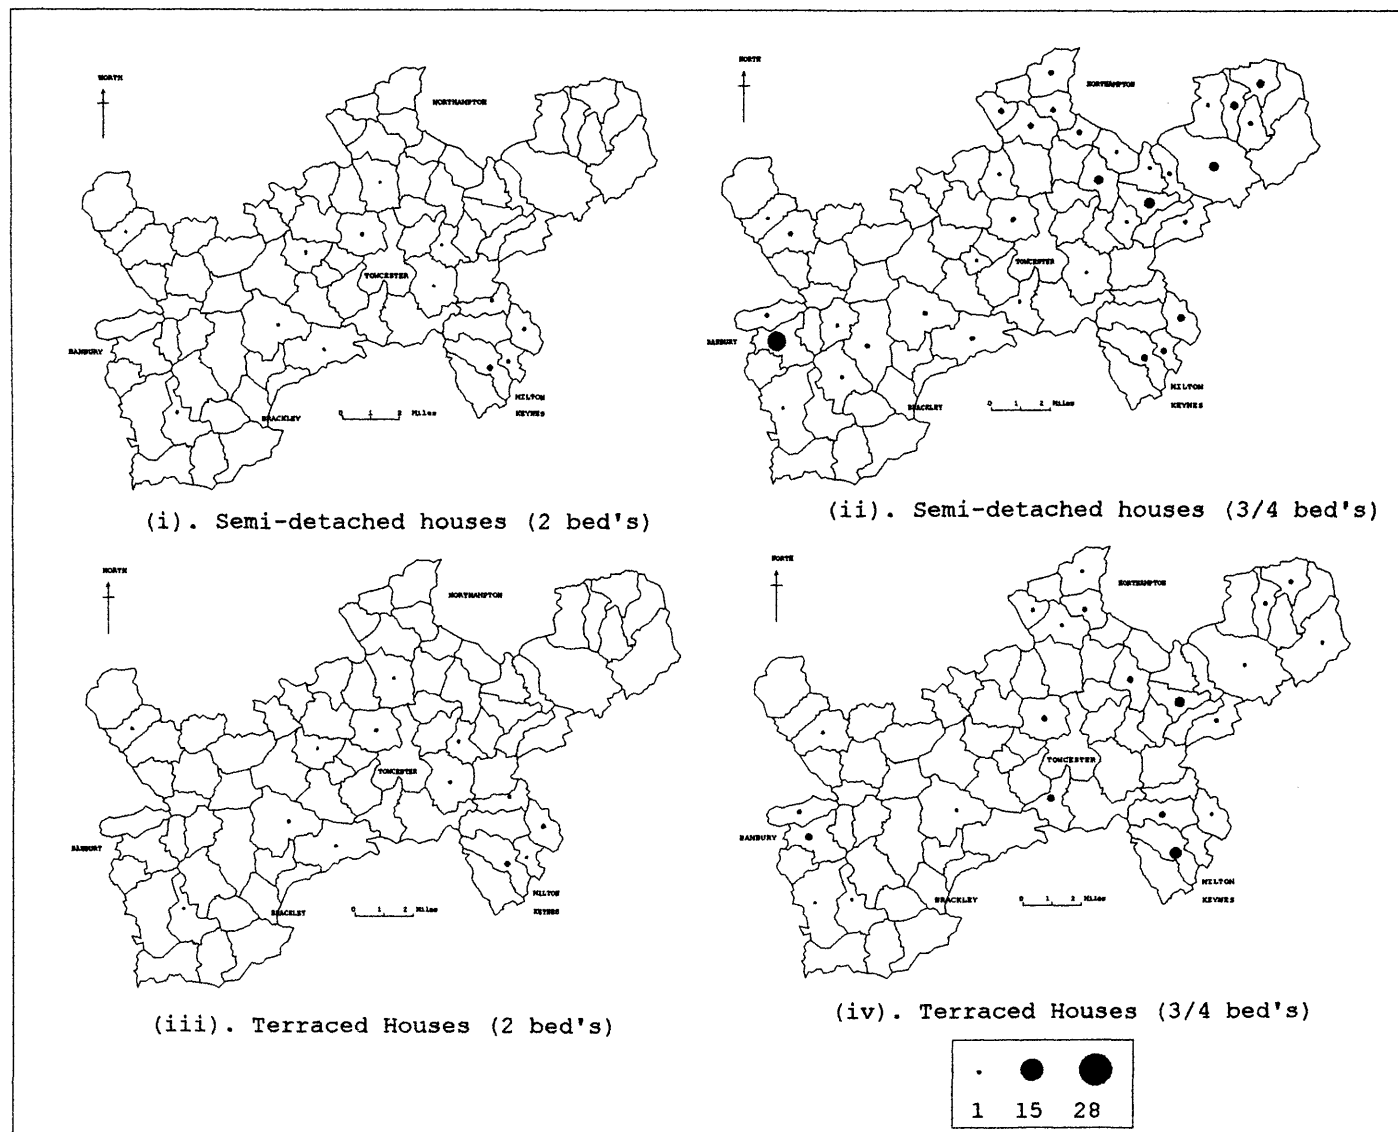 NORTH
NORTHAMPTON
TOWCESTER
BANBURY
MILTON
KEYNES
BRACKLEY
0 1 2 Miles
(i). Semi-detached houses (2 bed's)
NORTH
NORTHAMPTON
TOWCESTER
BANBURY
MILTON
KEYNES
BRACKLEY
0 1 2 Miles
(ii). Semi-detached houses (3/4 bed's)
NORTH
NORTHAMPTON
TOWCESTER
BANBURY
MILTON
KEYNES
BRACKLEY
0 1 2 Miles
(iii). Terraced Houses (2 bed's)
NORTH
NORTHAMPTON
TOWCESTER
BANBURY
MILTON
KEYNES
BRACKLEY
0 1 2 Miles
(iv). Terraced Houses (3/4 bed's)
1 15 28